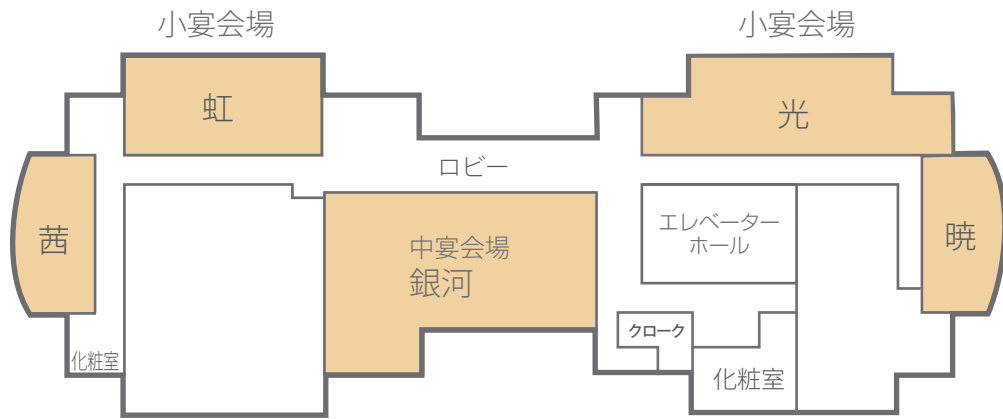 小宴会場
小宴会場
虹
光
ロビー
茜
中宴会場
銀河
エレベーター
ホール
暁
クローク
化粧室
化粧室